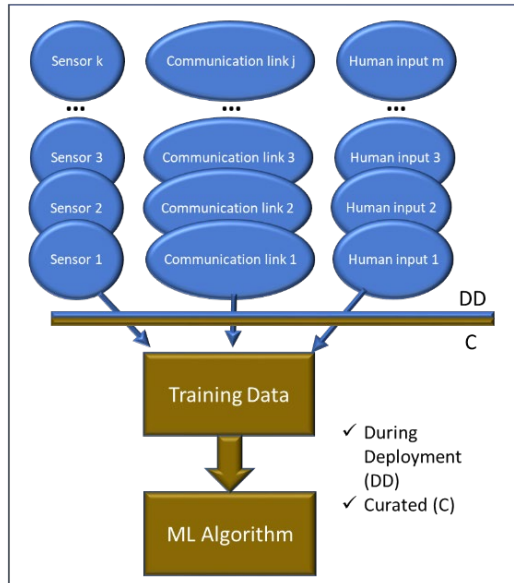 Sensor k
Communication link j
Human input m
...
...
...
Sensor 3
Communication link 3
Human input 3
Sensor 2
Communication link 2
Human input 2
Sensor 1
Communication link 1
Human input 1
DD
C
Training Data
✓ During
Deployment
(DD)
✓ Curated (C)
ML Algorithm